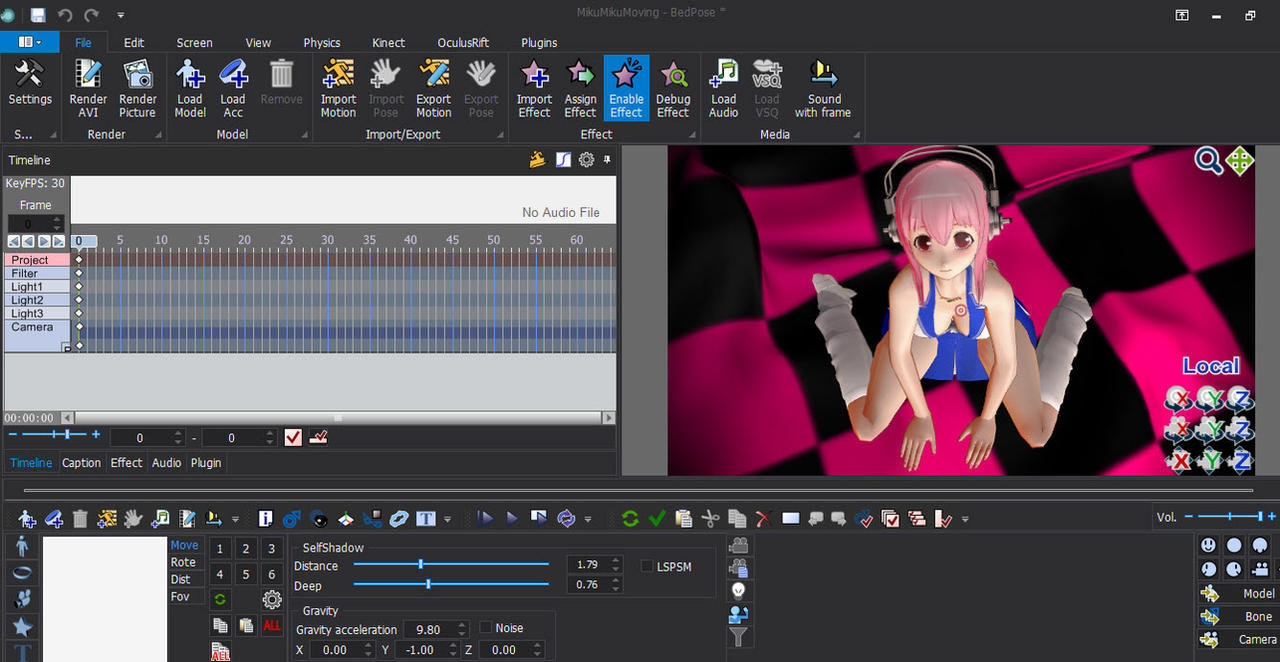 MikuMikuMoving - BedPose *
File Edit Screen View Physics Kinect OculusRift Plugins
Settings Render AVI Render Picture Load Model Load Acc Remove Import Motion Import Pose Export Motion Export Pose Import Effect Assign Effect Enable Effect Debug Effect Load Audio Load VSQ Sound with frame
VSQ
S... Render Model Import/Export Effect Media
Timeline
KeyFPS: 30
Frame
No Audio File
0
0 5 10 15 20 25 30 35 40 45 50 55 60
Project
Filter
Light1
Light2
Light3
Camera
Local
X Y Z
X Y Z
X Y Z
00:00:00
0 - 0
Timeline Caption Effect Audio Plugin
T
Vol.
Move 1 2 3
Rote
Dist 4 5 6
Fov
ALL
ALL
T
SelfShadow
Distance 1.79 LSPSM
Deep 0.76
Gravity
Gravity acceleration 9.80 Noise
X 0.00 Y -1.00 Z 0.00
Model
Bone
Camera